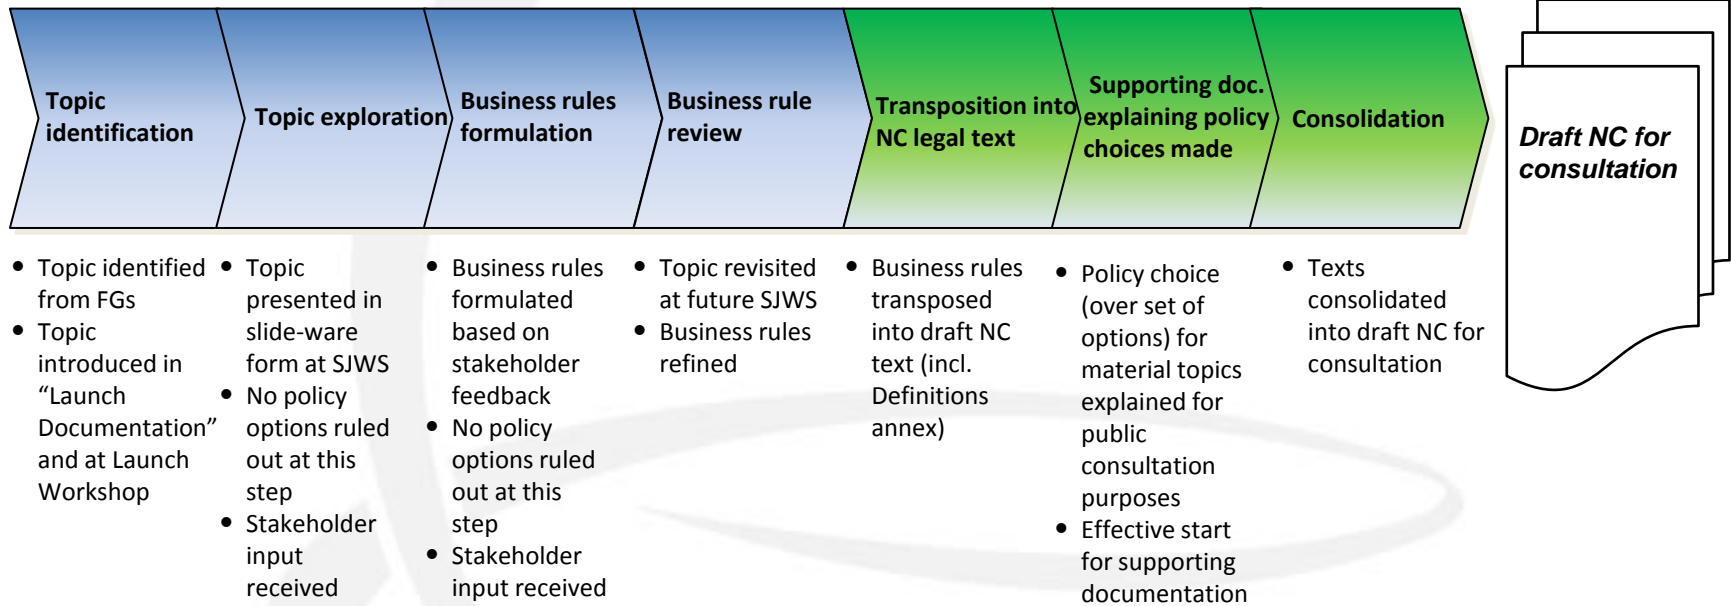 Topic
identification
Topic exploration
Business rules
formulation
Business rule
review
Transposition into
NC legal text
Supporting doc.
explaining policy
choices made
Consolidation
Draft NC for
consultation
• Topic identified
from FGs
• Topic
introduced in
“Launch
Documentation”
and at Launch
Workshop
• Topic
presented in
slide-ware
form at SJWS
• No policy
options ruled
out at this
step
• Stakeholder
input
received
• Business rules
formulated
based on
stakeholder
feedback
• No policy
options ruled
out at this
step
• Stakeholder
input received
• Topic revisited
at future SJWS
• Business rules
refined
• Business rules
transposed
into draft NC
text (incl.
Definitions
annex)
• Policy choice
(over set of
options) for
material topics
explained for
public
consultation
purposes
• Effective start
for supporting
documentation
• Texts
consolidated
into draft NC for
consultation